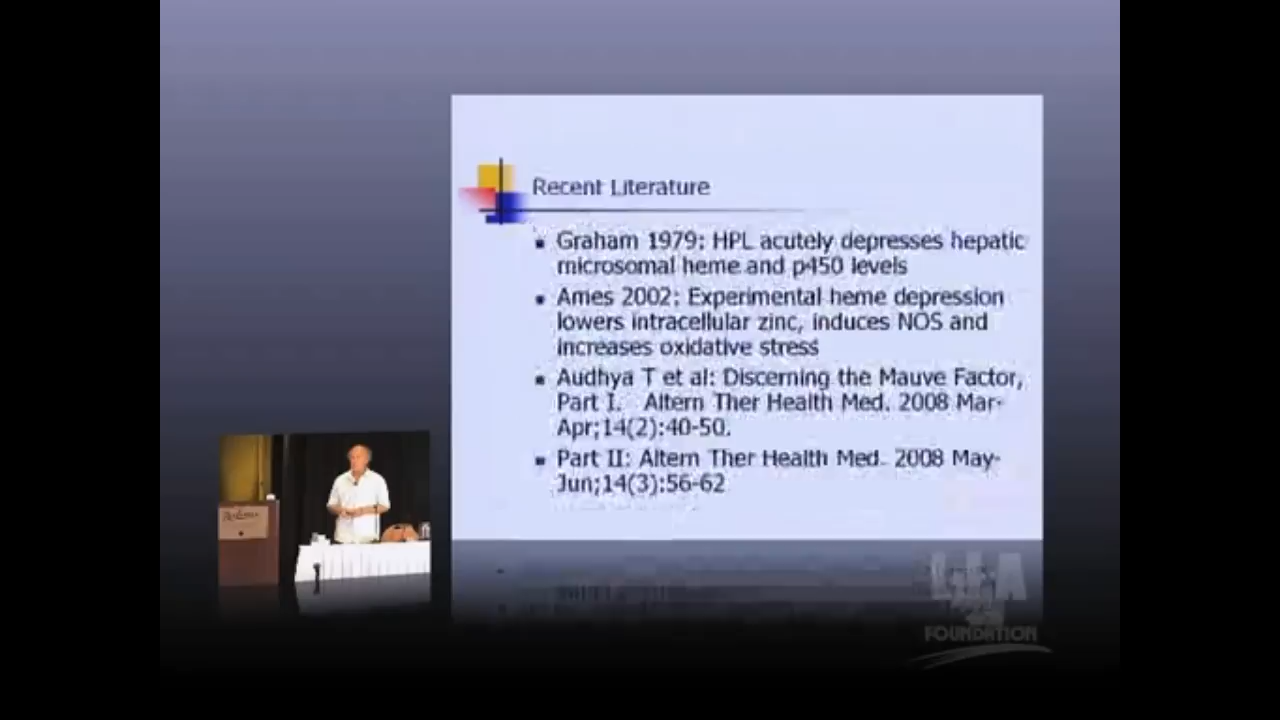 Recent Literature
Graham 1979: HPL acutely depresses hepatic
microsomal heme and p450 levels
Ames 2002: Experimental heme depression
lowers intracellular zinc, induces NOS and
increases oxidative stress
Audhya T et al: Discerning the Mauve Factor,
Part I. Altern Ther Health Med. 2008 Mar-
Apr;14(2):40-50.
Part II: Altern Ther Health Med. 2008 May-
Jun;14(3):56-62
FOUNDATION